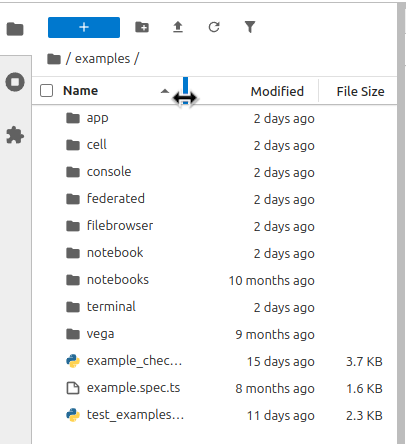 / examples /
Name Modified File Size
app 2 days ago
cell 2 days ago
console 2 days ago
federated 2 days ago
filebrowser 2 days ago
notebook 2 days ago
notebooks 10 months ago
terminal 2 days ago
vega 9 months ago
example_chec... 15 days ago 3.7 KB
example.spec.ts 8 months ago 1.6 KB
test_examples... 11 days ago 2.3 KB